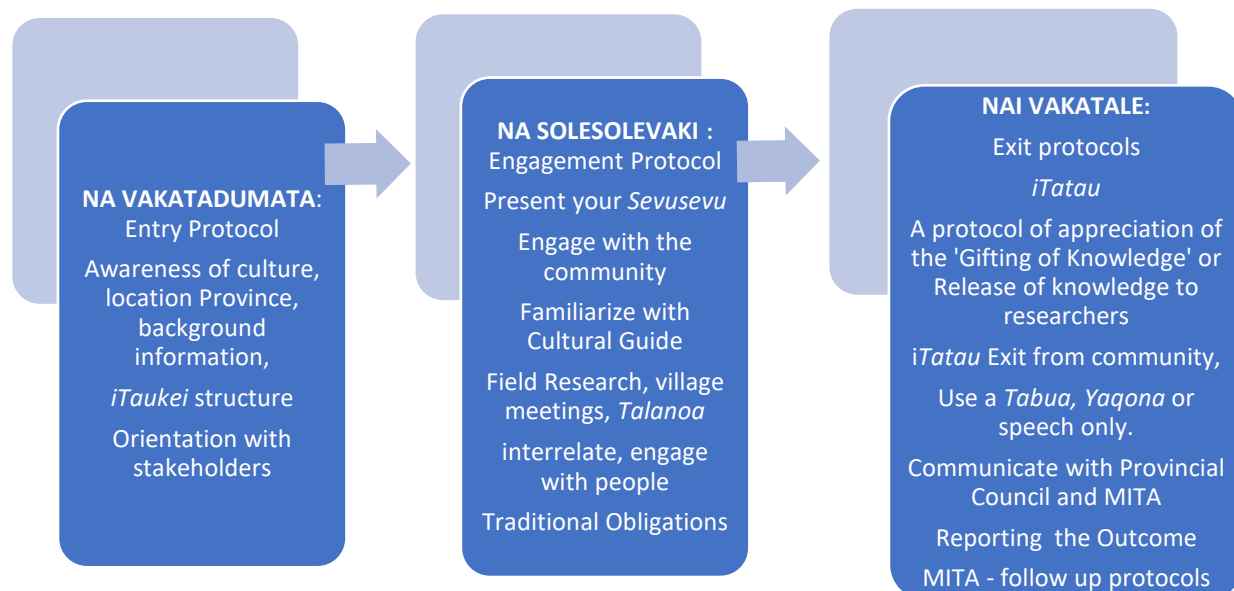 NA VAKATADUMATA:
Entry Protocol
Awareness of culture,
location Province,
background
information,
iTaukei structure
Orientation with
stakeholders
NA SOLESOLEVAKI :
Engagement Protocol
Present your Sevusevu
Engage with the
community
Familiarize with
Cultural Guide
Field Research, village
meetings, Talanoa
interrelate, engage
with people
Traditional Obligations
NAI VAKATALE:
Exit protocols
iTatau
A protocol of appreciation of
the 'Gifting of Knowledge' or
Release of knowledge to
researchers
iTatau Exit from community,
Use a Tabua, Yaqona or
speech only.
Communicate with Provincial
Council and MITA
Reporting the Outcome
MITA - follow up protocols